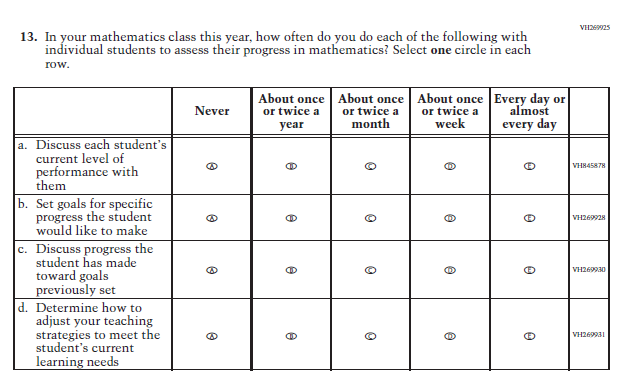 VH269925
13. In your mathematics class this year, how often do you do each of the following with
individual students to assess their progress in mathematics? Select one circle in each
row.
Never
About once or twice a year
About once or twice a month
About once or twice a week
Every day or almost every day
a. Discuss each student's
current level of
performance with
them
A B C D E VH845878
b. Set goals for specific
progress the student
would like to make
A B C D E VH269928
c. Discuss progress the
student has made
toward goals
previously set
A B C D E VH269930
d. Determine how to
adjust your teaching
strategies to meet the
student's current
learning needs
A B C D E VH269931